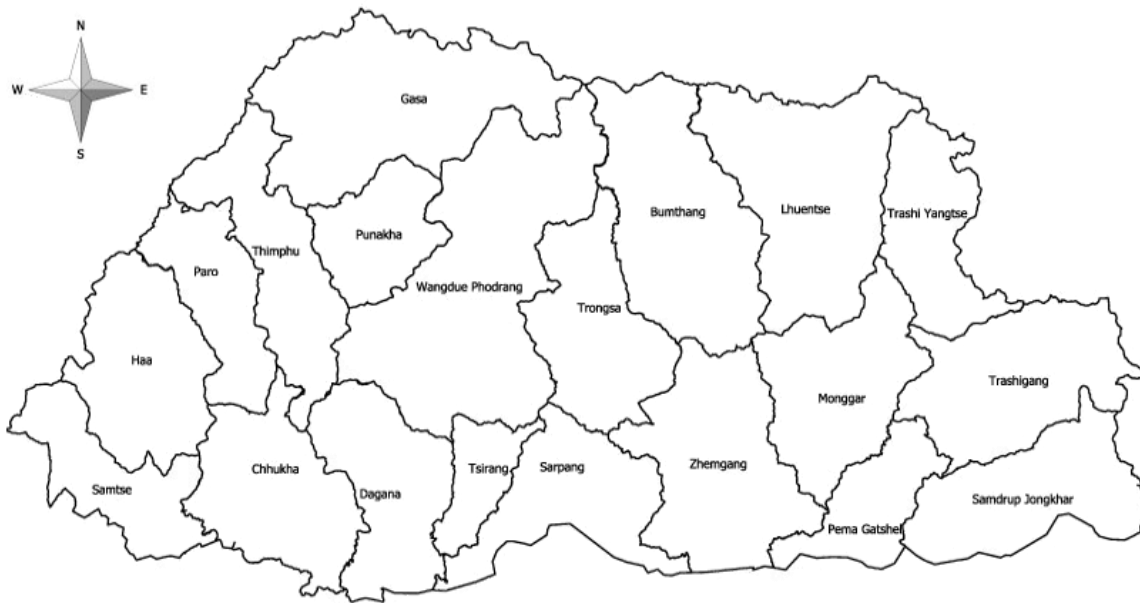 N
W
E
S
Gasa
Punakha
Bumthang
Lhuentse
Trashi Yangtse
Thimphu
Paro
Wangdue Phodrang
Trongsa
Haa
Trashigang
Monggar
Zhemgang
Chhukha
Tsirang
Sarpang
Samtse
Dagana
Samdrup Jongkhar
Pema Gatshel